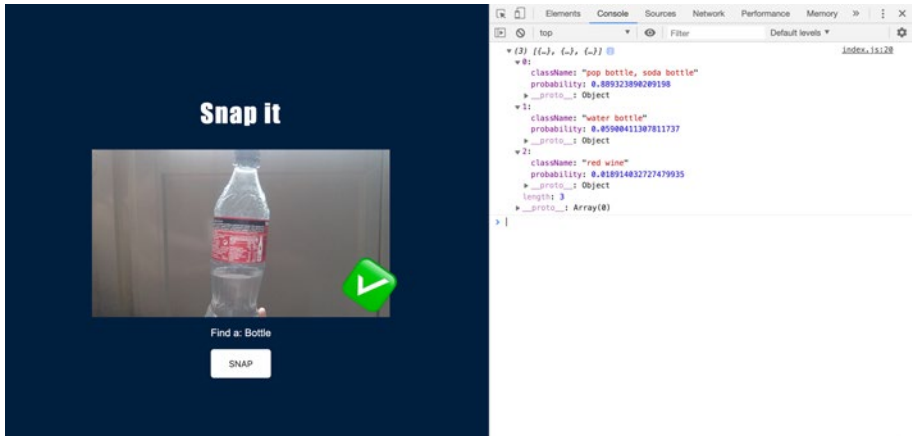 Snap it
Find a: Bottle
SNAP
Elements Console Sources Network Performance Memory »
top Filter Default levels ▼
▼(3) [{…}, {…}, {…}] index.js:20
▼0:
className: "pop bottle, soda bottle"
probability: 0.889323890209198
▶__proto__: Object
▼1:
className: "water bottle"
probability: 0.05900411307811737
▶__proto__: Object
▼2:
className: "red wine"
probability: 0.018914032727479935
▶__proto__: Object
length: 3
▶__proto__: Array(0)
>